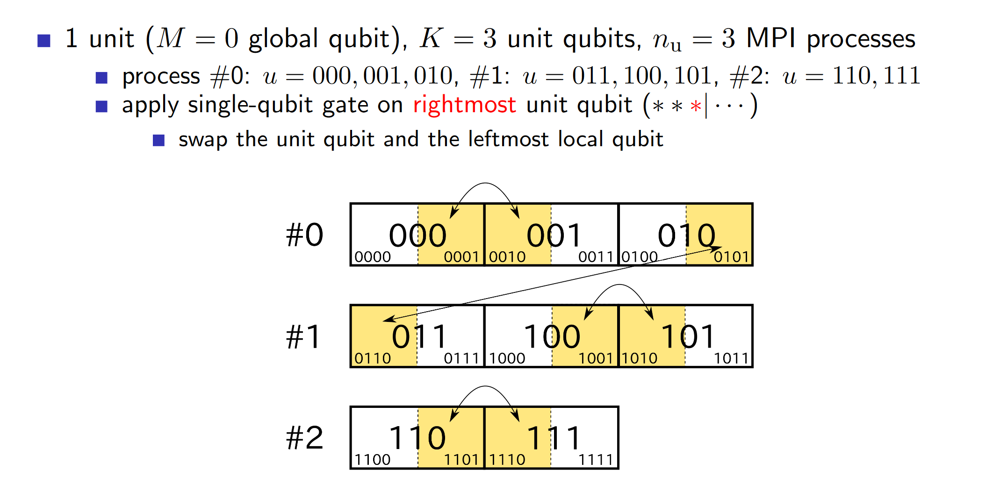 1 unit (M = 0 global qubit), K = 3 unit qubits, n_u = 3 MPI processes
process #0: u = 000, 001, 010, #1: u = 011, 100, 101, #2: u = 110, 111
apply single-qubit gate on rightmost unit qubit (∗ ∗ ∗| · · · )
swap the unit qubit and the leftmost local qubit
#0 000 001 010
0000 0001 0010 0011 0100 0101
#1 011 100 101
0110 0111 1000 1001 1010 1011
#2 110 111
1100 1101 1110 1111